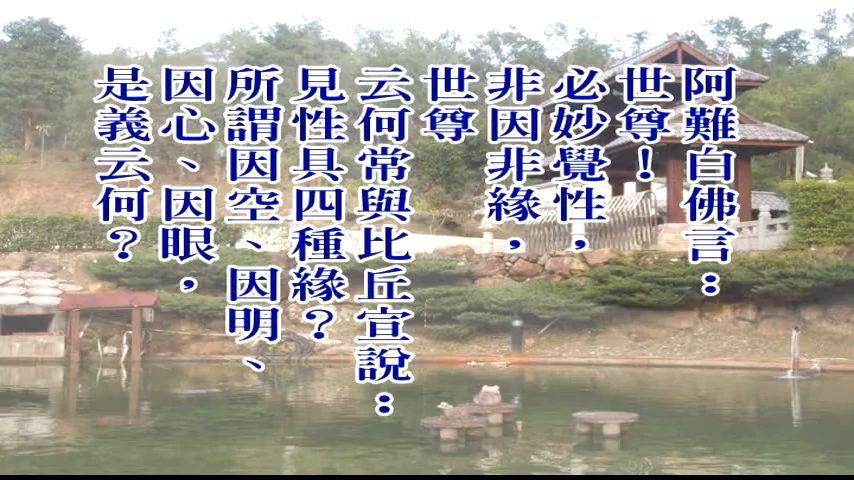 阿難白佛言：
世尊！
必妙覺性，
非因非緣，
世尊
云何常與比丘宣說：
見性具四種緣？
所謂因空、因明、
因心、因眼，
是義云何？